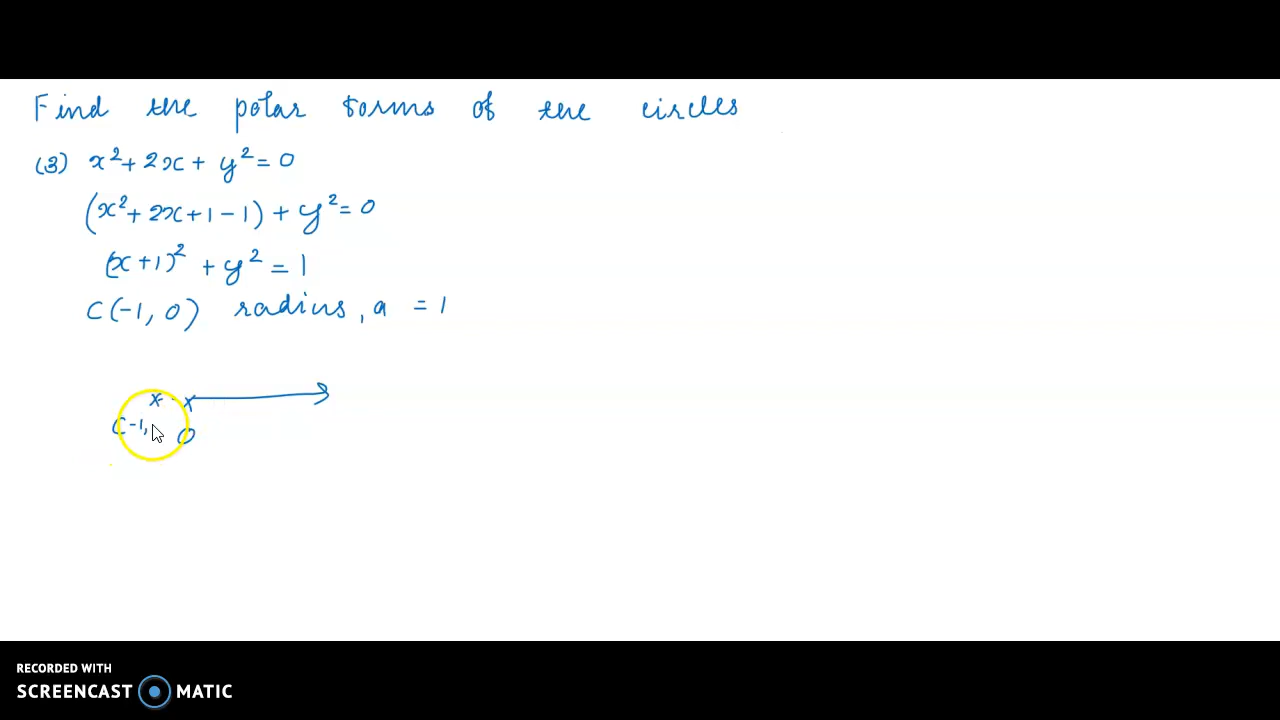 Find the polar forms of the circles
(3) x² + 2x + y² = 0
(x² + 2x + 1 - 1) + y² = 0
(x + 1)² + y² = 1
C(-1, 0) radius, a = 1
x x
(-1, O
RECORDED WITH
SCREENCAST MATIC